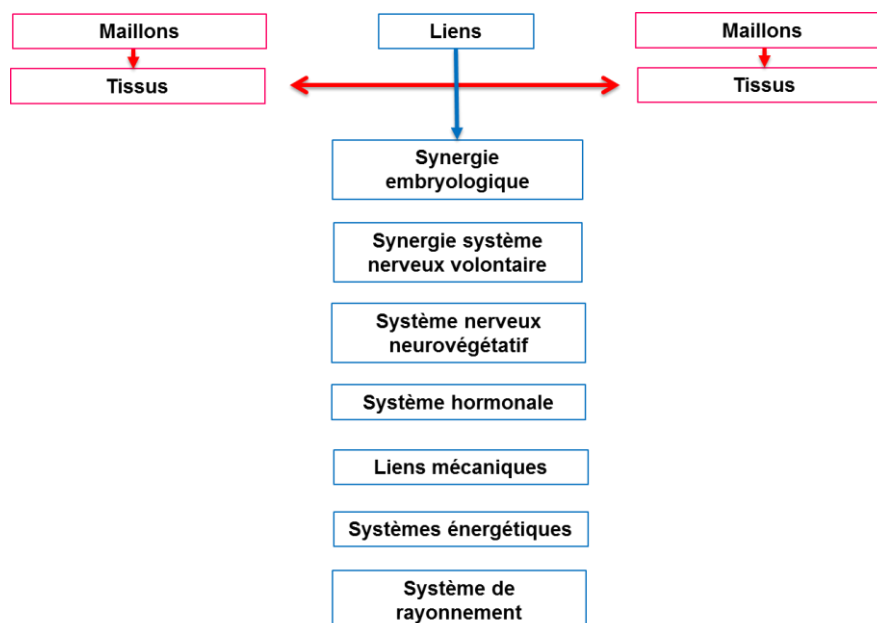 Maillons
Liens
Maillons
Tissus
Tissus
Synergie
embryologique
Synergie système
nerveux volontaire
Système nerveux
neurovégétatif
Système hormonale
Liens mécaniques
Systèmes énergétiques
Système de
rayonnement